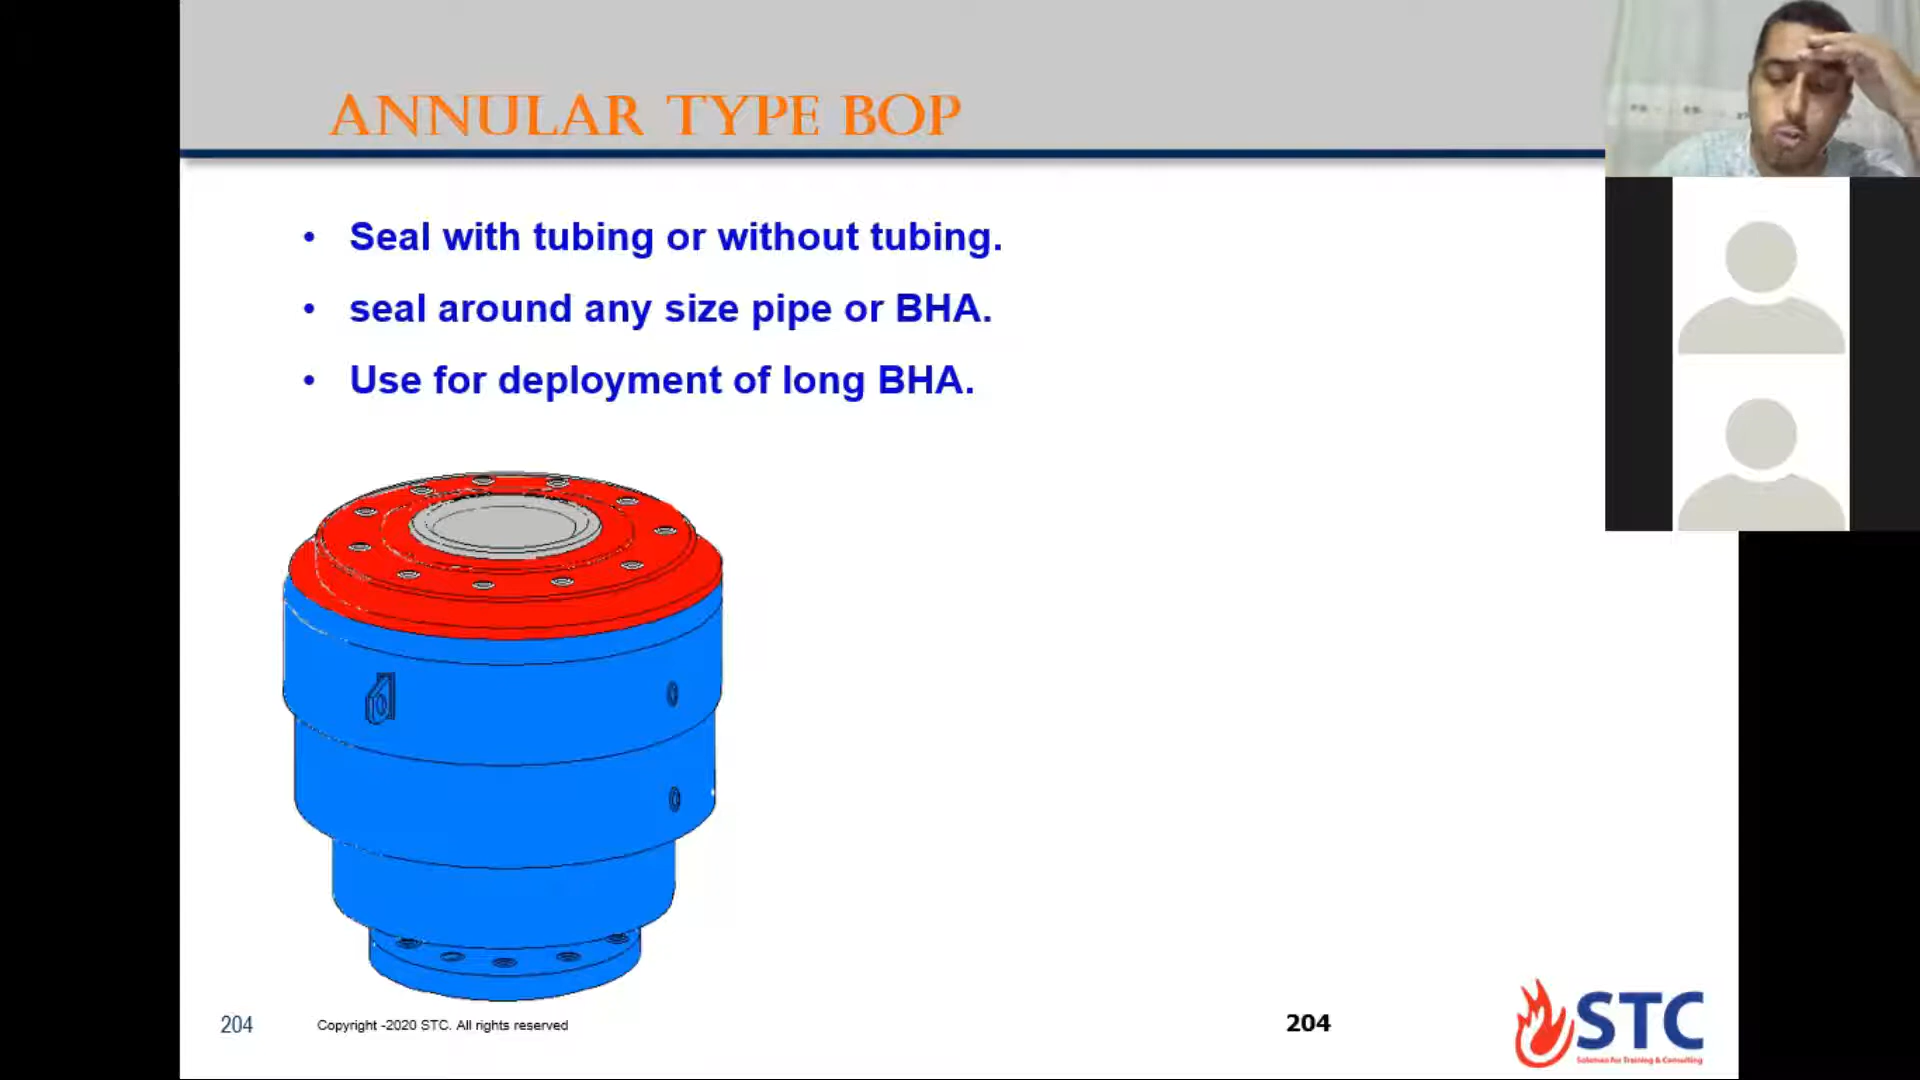 ANNULAR TYPE BOP
• Seal with tubing or without tubing.
• seal around any size pipe or BHA.
• Use for deployment of long BHA.
204
Copyright -2020 STC. All rights reserved
204
STC
Solutions for Training & Consulting